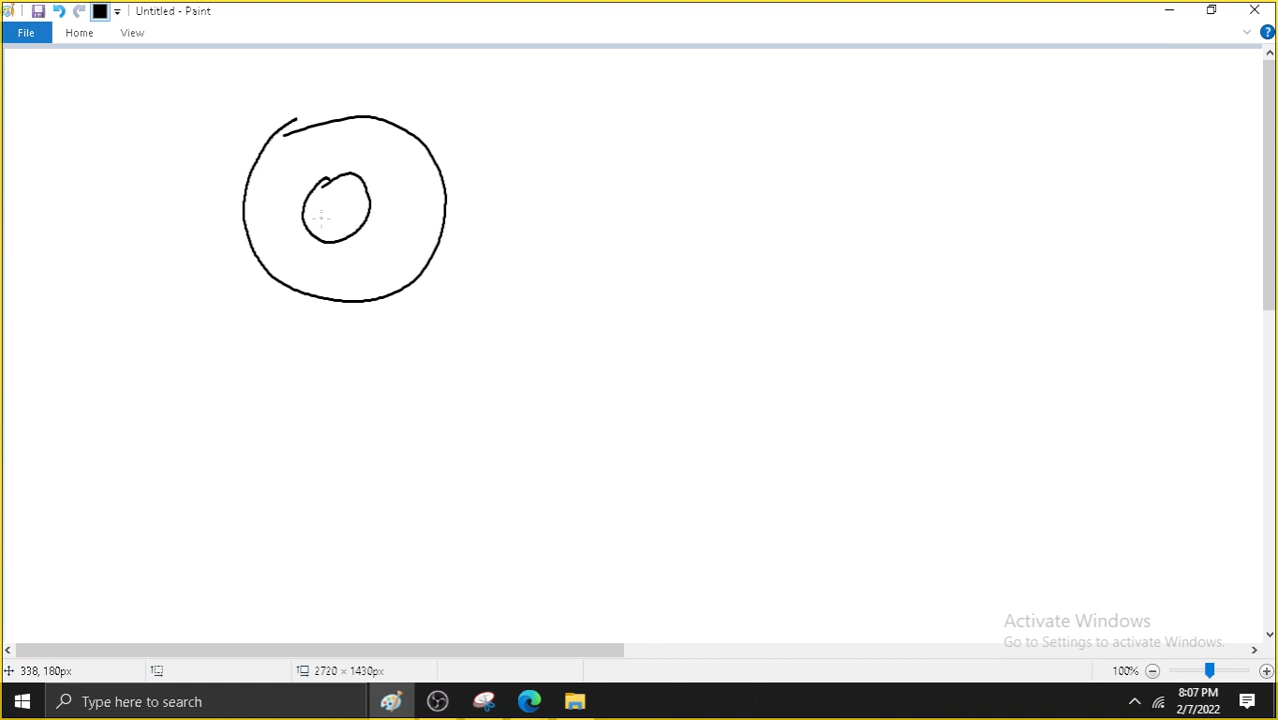 Untitled - Paint
File Home View
Activate Windows
Go to Settings to activate Windows.
338, 180px 2720 × 1430px 100%
Type here to search
8:07 PM
2/7/2022